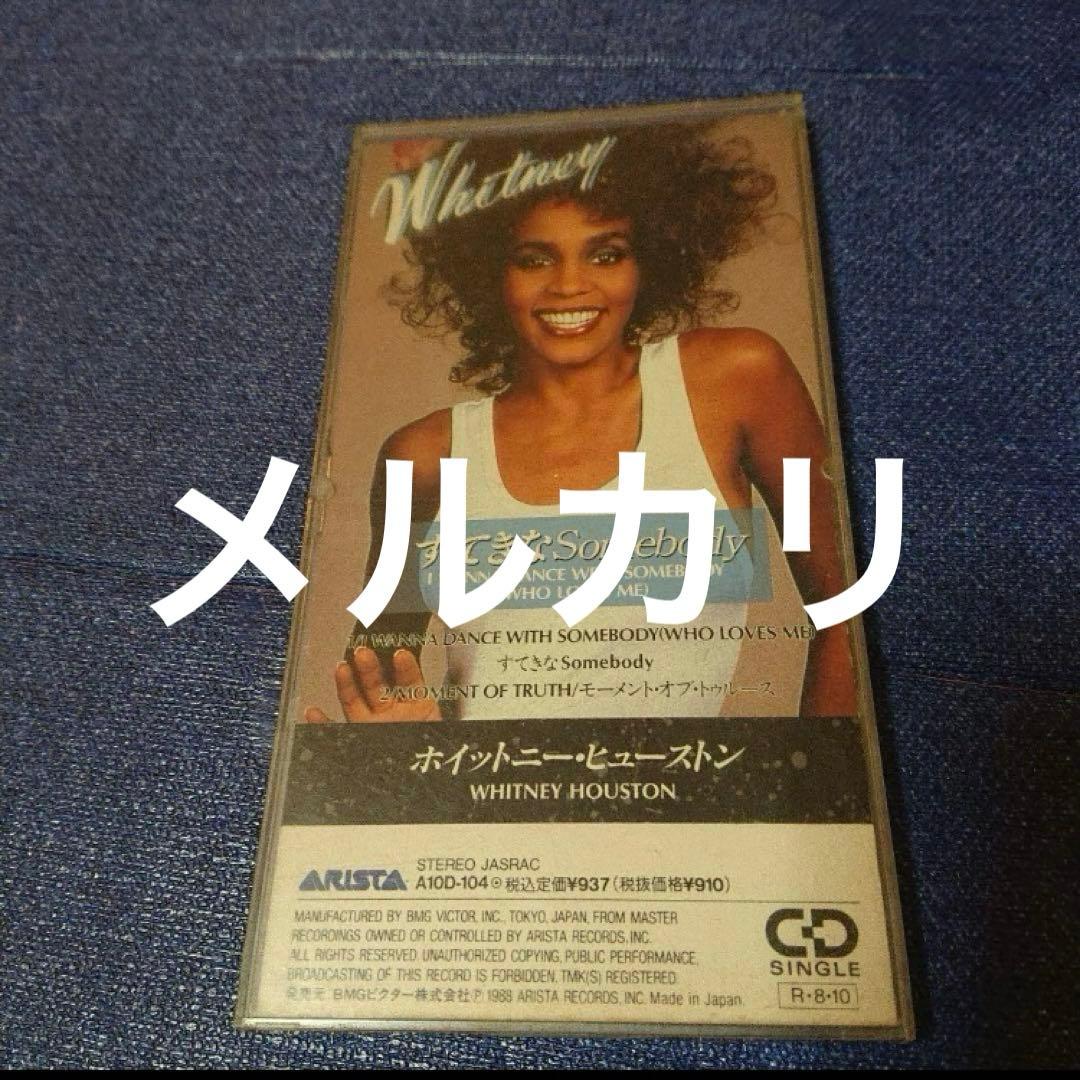 Whitney
メルカリ
すてきなSomebody
I WANNA DANCE WITH SOMEBODY
(WHO LOVES ME)
1/I WANNA DANCE WITH SOMEBODY(WHO LOVES ME)
すてきなSomebody
2/MOMENT OF TRUTH/モーメント・オブ・トゥルース
ホイットニー・ヒューストン
WHITNEY HOUSTON
ARISTA
STEREO JASRAC
A10D-104 税込定価¥937(税抜価格¥910)
MANUFACTURED BY BMG VICTOR, INC., TOKYO, JAPAN, FROM MASTER
RECORDINGS OWNED OR CONTROLLED BY ARISTA RECORDS, INC.
ALL RIGHTS RESERVED. UNAUTHORIZED COPYING, PUBLIC PERFORMANCE,
BROADCASTING OF THIS RECORD IS FORBIDDEN. TMK(S) REGISTERED.
発売元:BMGビクター株式会社 Ⓟ1988 ARISTA RECORDS, INC. Made in Japan.
CD
SINGLE
R・8・10